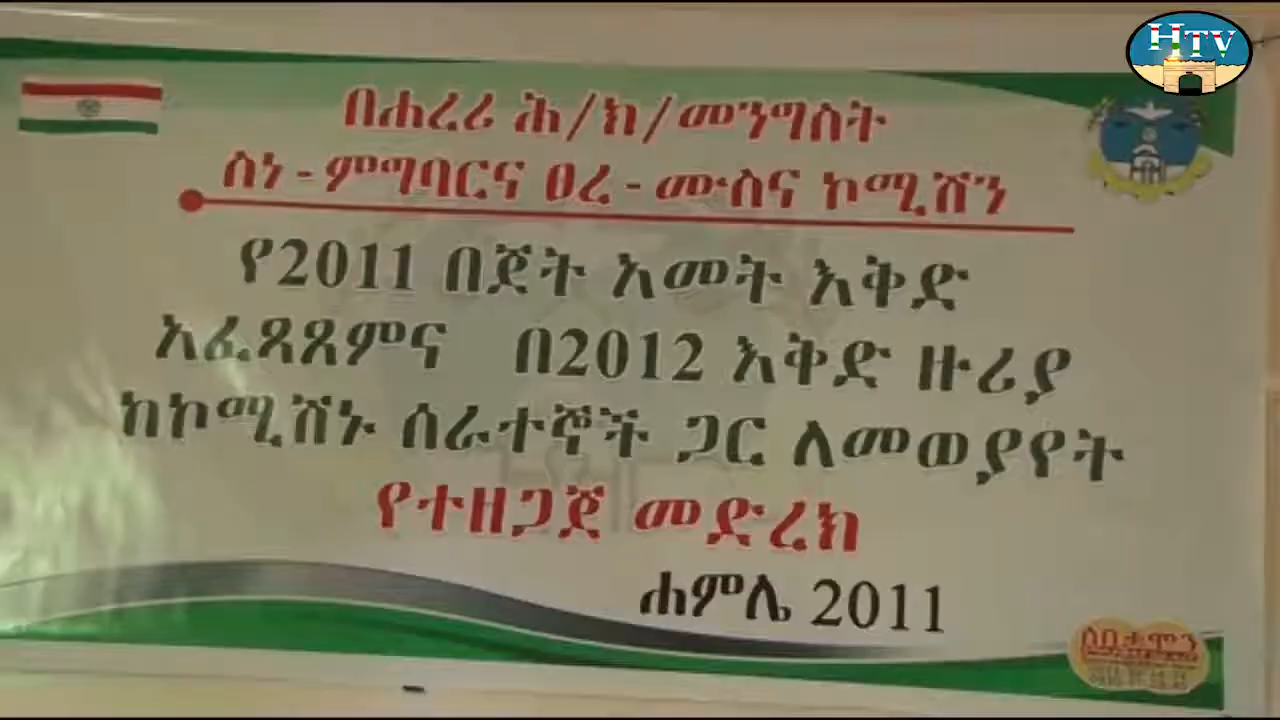 HTV
በሐረሪ ሕ/ክ/መንግስት
ስነ-ምግባርና ፀረ-ሙስና ኮሚሽን
የ2011 በጀት አመት እቅድ
አፈጻጸምና በ2012 እቅድ ዙሪያ
ከኮሚሽኑ ሰራተኞች ጋር ለመወያየት
የተዘጋጀ መድረክ
ሐምሌ 2011